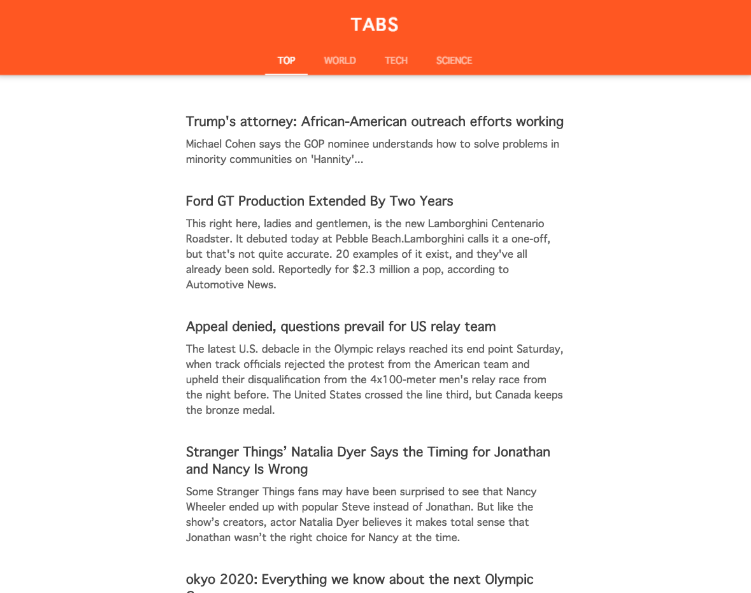 TABS
TOP WORLD TECH SCIENCE
Trump's attorney: African-American outreach efforts working
Michael Cohen says the GOP nominee understands how to solve problems in
minority communities on 'Hannity'...
Ford GT Production Extended By Two Years
This right here, ladies and gentlemen, is the new Lamborghini Centenario
Roadster. It debuted today at Pebble Beach.Lamborghini calls it a one-off,
but that's not quite accurate. 20 examples of it exist, and they've all
already been sold. Reportedly for $2.3 million a pop, according to
Automotive News.
Appeal denied, questions prevail for US relay team
The latest U.S. debacle in the Olympic relays reached its end point Saturday,
when track officials rejected the protest from the American team and
upheld their disqualification from the 4x100-meter men's relay race from
the night before. The United States crossed the line third, but Canada keeps
the bronze medal.
Stranger Things’ Natalia Dyer Says the Timing for Jonathan
and Nancy Is Wrong
Some Stranger Things fans may have been surprised to see that Nancy
Wheeler ended up with popular Steve instead of Jonathan. But like the
show’s creators, actor Natalia Dyer believes it makes total sense that
Jonathan wasn’t the right choice for Nancy at the time.
okyo 2020: Everything we know about the next Olympic